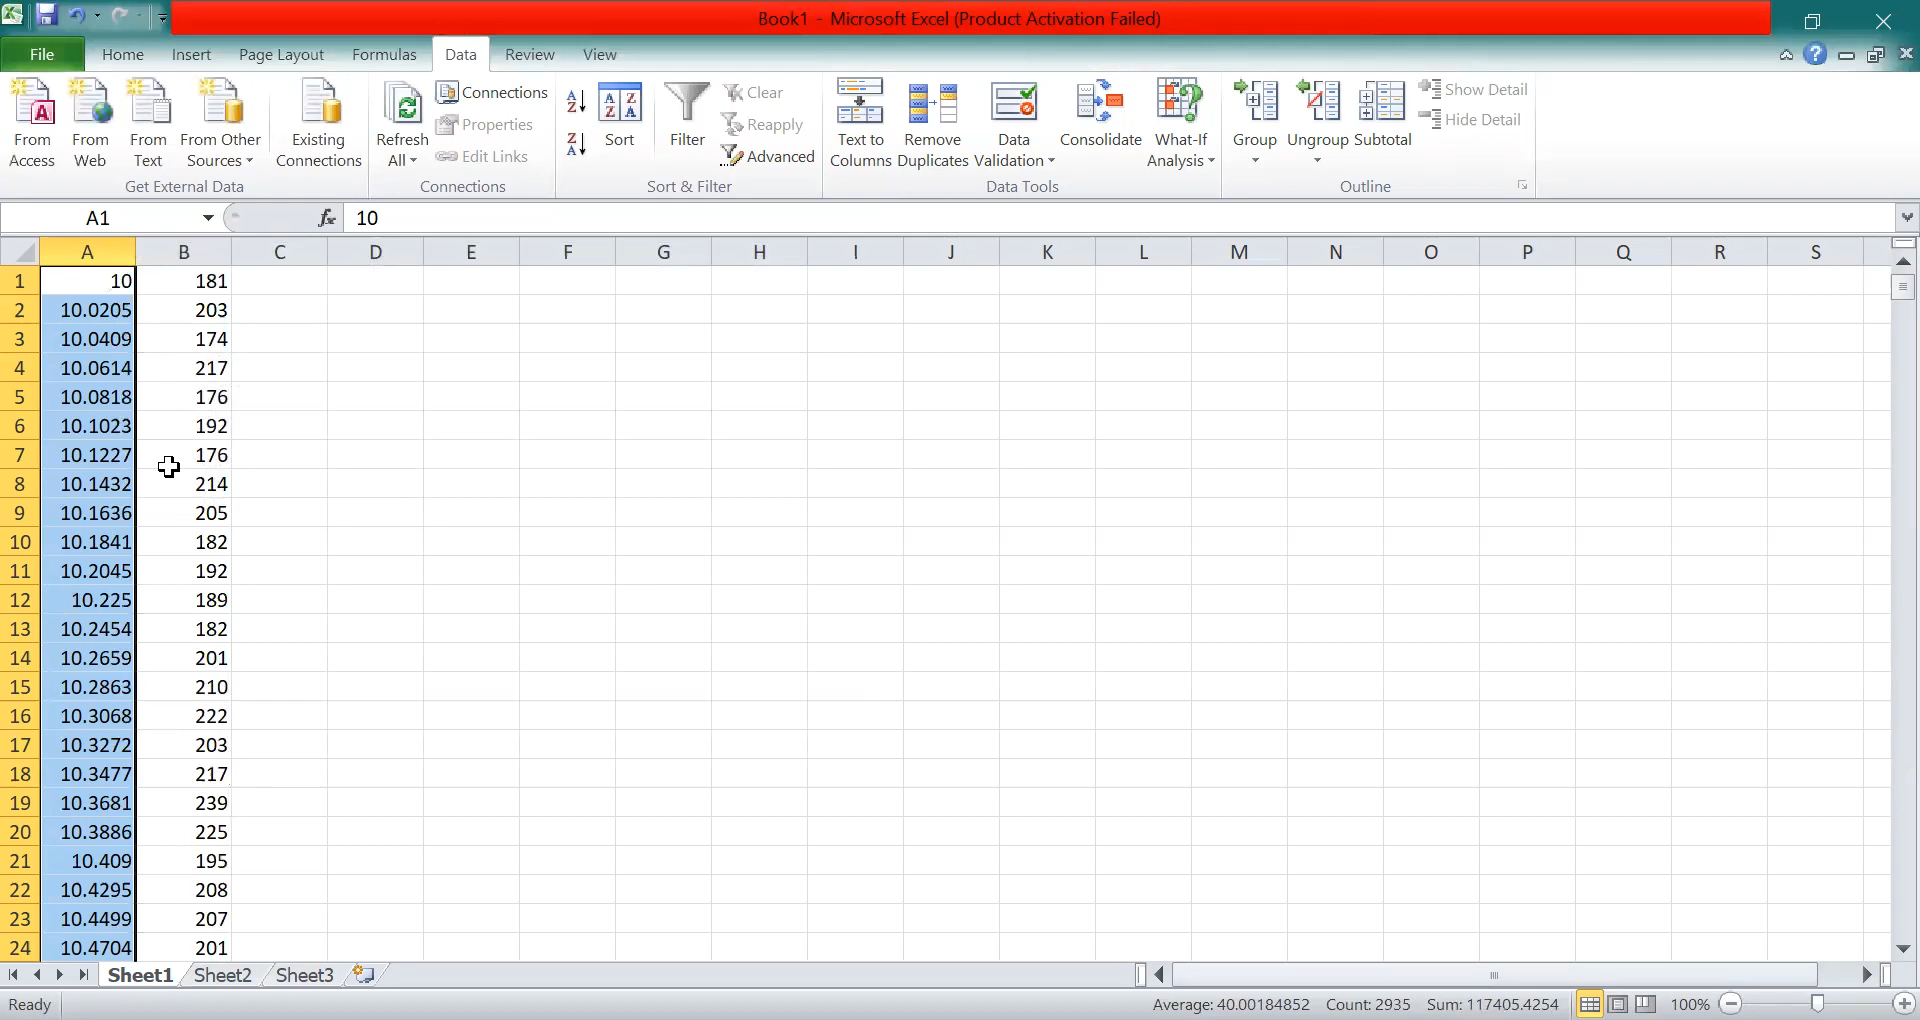 Book1 - Microsoft Excel (Product Activation Failed)
File Home Insert Page Layout Formulas Data Review View
From Access
From Web
From Text
From Other Sources
Existing Connections
Get External Data
Refresh All
Connections
Properties
Edit Links
Connections
Sort
Filter
Clear
Reapply
Advanced
Sort & Filter
Text to Columns
Remove Duplicates
Data Validation
Consolidate
What-If Analysis
Data Tools
Group
Ungroup
Subtotal
Show Detail
Hide Detail
Outline
A1 fx 10
A B C D E F G H I J K L M N O P Q R S
1 10 181
2 10.0205 203
3 10.0409 174
4 10.0614 217
5 10.0818 176
6 10.1023 192
7 10.1227 176
8 10.1432 214
9 10.1636 205
10 10.1841 182
11 10.2045 192
12 10.225 189
13 10.2454 182
14 10.2659 201
15 10.2863 210
16 10.3068 222
17 10.3272 203
18 10.3477 217
19 10.3681 239
20 10.3886 225
21 10.409 195
22 10.4295 208
23 10.4499 207
24 10.4704 201
Sheet1 Sheet2 Sheet3
Ready Average: 40.00184852 Count: 2935 Sum: 117405.4254 100%